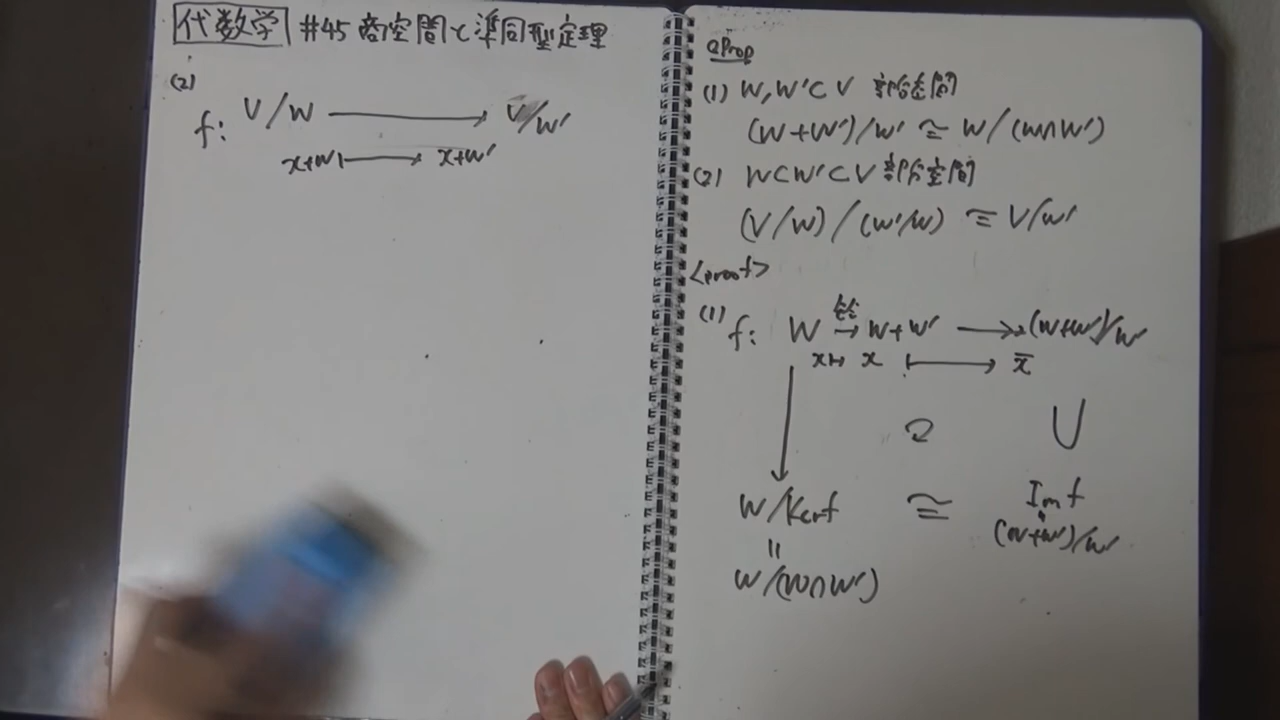 代数学 #45 商空間と準同型定理
(2)
f: V/W ⟶ V/W'
x+W ⟼ x+W'
Prop
(1) W, W' ⊂ V 部分空間
(W+W')/W' ≃ W/(W∩W')
(2) W⊂W'⊂V 部分空間
(V/W)/(W'/W) ≅ V/W'
<proof>
(1) f: W → W+W' ⟶ (W+W')/W'
x ↦ x ⟼ x̄
↓ ↻ ∪
W/Kerf ≅ Im f
(W+W')/W'
"
W/(W∩W')